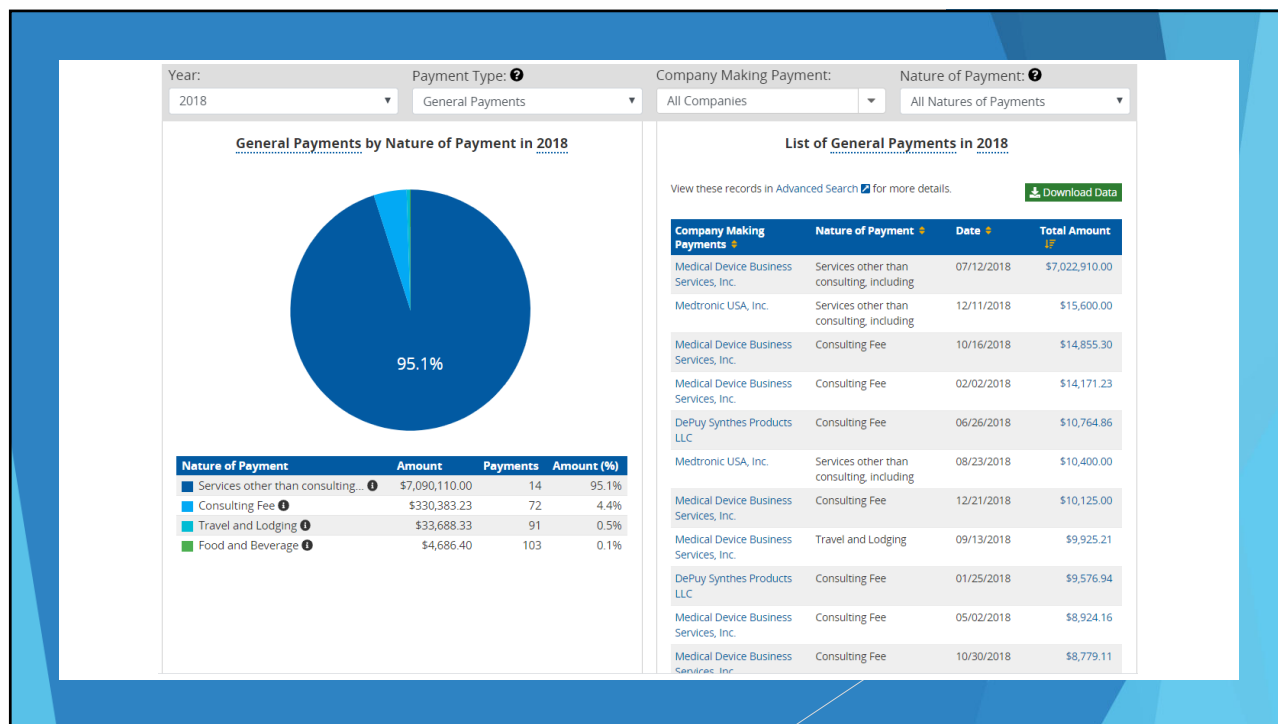 Year:
Payment Type: ?
Company Making Payment:
Nature of Payment: ?
2018
General Payments
All Companies
All Natures of Payments
General Payments by Nature of Payment in 2018
95.1%
Nature of Payment Amount Payments Amount (%)
Services other than consulting... $7,090,110.00 14 95.1%
Consulting Fee $330,383.23 72 4.4%
Travel and Lodging $33,688.33 91 0.5%
Food and Beverage $4,686.40 103 0.1%
List of General Payments in 2018
View these records in Advanced Search for more details.
Download Data
Company Making Nature of Payment Date Total Amount
Payments
Medical Device Business Services other than 07/12/2018 $7,022,910.00
Services, Inc. consulting, including
Medtronic USA, Inc. Services other than 12/11/2018 $15,600.00
consulting, including
Medical Device Business Consulting Fee 10/16/2018 $14,855.30
Services, Inc.
Medical Device Business Consulting Fee 02/02/2018 $14,171.23
Services, Inc.
DePuy Synthes Products Consulting Fee 06/26/2018 $10,764.86
LLC
Medtronic USA, Inc. Services other than 08/23/2018 $10,400.00
consulting, including
Medical Device Business Consulting Fee 12/21/2018 $10,125.00
Services, Inc.
Medical Device Business Travel and Lodging 09/13/2018 $9,925.21
Services, Inc.
DePuy Synthes Products Consulting Fee 01/25/2018 $9,576.94
LLC
Medical Device Business Consulting Fee 05/02/2018 $8,924.16
Services, Inc.
Medical Device Business Consulting Fee 10/30/2018 $8,779.11
Services, Inc.